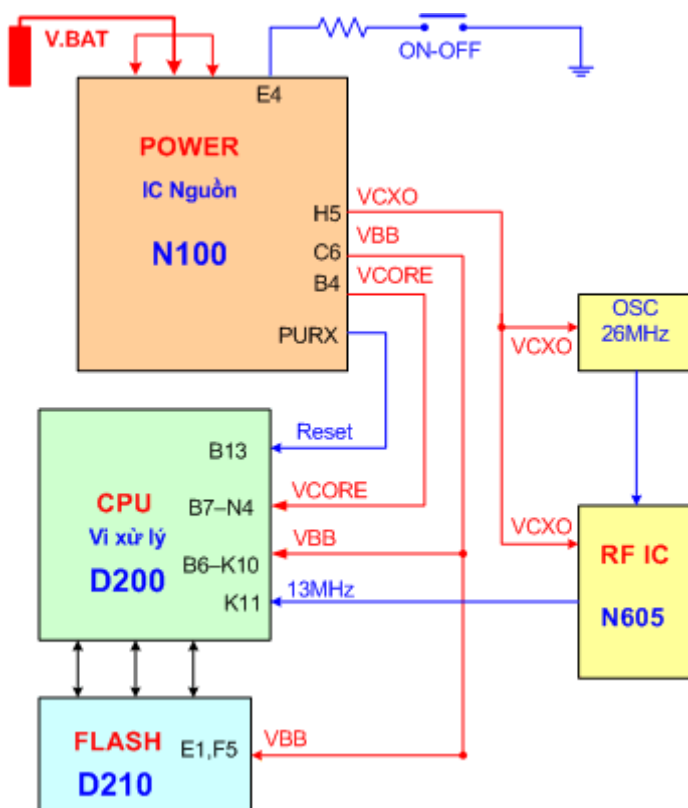 V.BAT
ON-OFF
E4
POWER
IC Nguồn
N100
H5
VCXO
C6
VBB
B4
VCORE
PURX
OSC
26MHz
VCXO
Reset
B13
CPU
Vi xử lý
D200
B7–N4
VCORE
B6–K10
VBB
K11
13MHz
VCXO
RF IC
N605
FLASH
D210
E1,F5
VBB